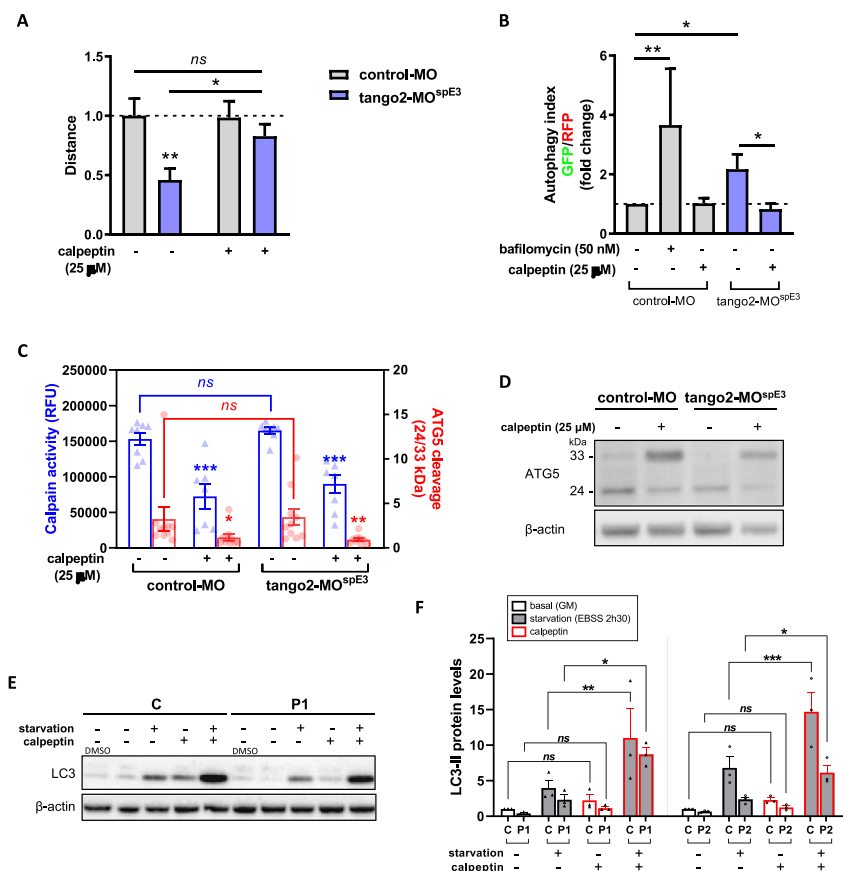 A
1.5
1.0
0.5
0.0
Distance
ns
*
**
control-MO
tango2-MO^spE3
calpeptin
(25 µM)
- - + +
B
6
4
2
0
Autophagy index
GFP/RFP
(fold change)
**
*
*
bafilomycin (50 nM) - + - - -
calpeptin (25 µM) - - + - +
control-MO tango2-MO^spE3
C
250000
200000
150000
100000
50000
0
Calpain activity (RFU)
20
15
10
5
0
ATG5 cleavage
(24/33 kDa)
ns
ns
***
*
***
**
calpeptin
(25 µM)
- - + + - - + +
control-MO tango2-MO^spE3
D
control-MO tango2-MO^spE3
calpeptin (25 µM) - + - +
kDa
33 -
ATG5
24 -
β-actin
E
C P1
starvation - - + - + - - + - +
calpeptin - - - + + - - - + +
DMSO DMSO
LC3
β-actin
F
basal (GM)
starvation (EBSS 2h30)
calpeptin
25
20
15
10
5
0
LC3-II protein levels
*
**
ns
ns
*
***
ns
ns
C P1 C P1 C P1 C P1 C P2 C P2 C P2 C P2
starvation - + - + - + - +
calpeptin - - + + - - + +